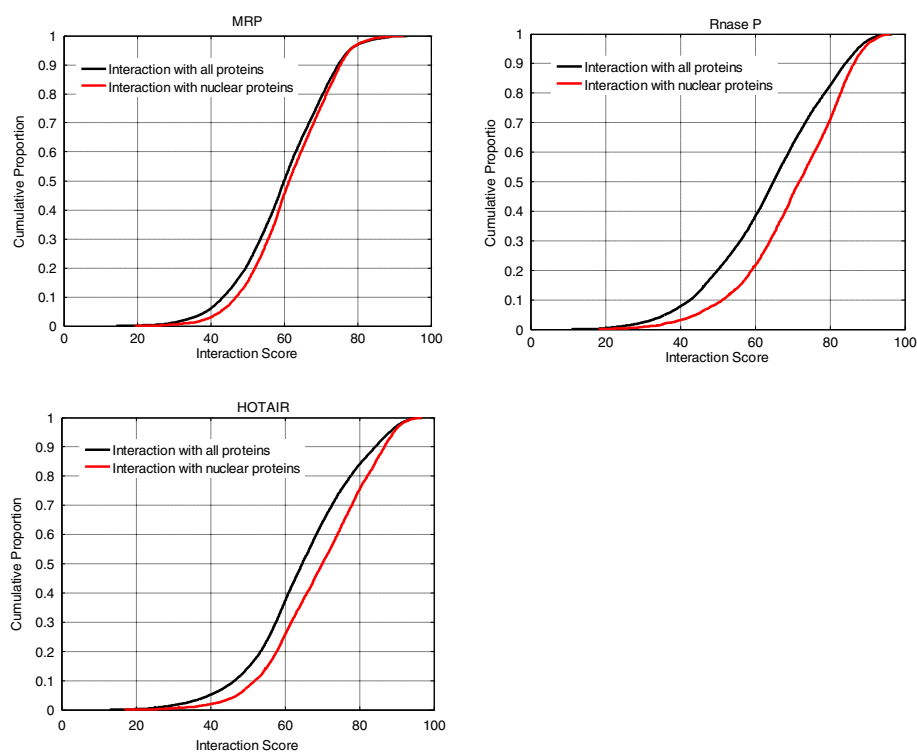 MRP
Interaction with all proteins
Interaction with nuclear proteins
Cumulative Proportion
1
0.9
0.8
0.7
0.6
0.5
0.4
0.3
0.2
0.1
0
0 20 40 60 80 100
Interaction Score
Rnase P
Interaction with all proteins
Interaction with nuclear proteins
Cumulative Proportio
1
0.9
0.8
0.7
0.6
0.5
0.4
0.3
0.2
0.1
0
0 20 40 60 80 100
Interaction Score
HOTAIR
Interaction with all proteins
Interaction with nuclear proteins
Cumulative Proportion
1
0.9
0.8
0.7
0.6
0.5
0.4
0.3
0.2
0.1
0
0 20 40 60 80 100
Interaction Score